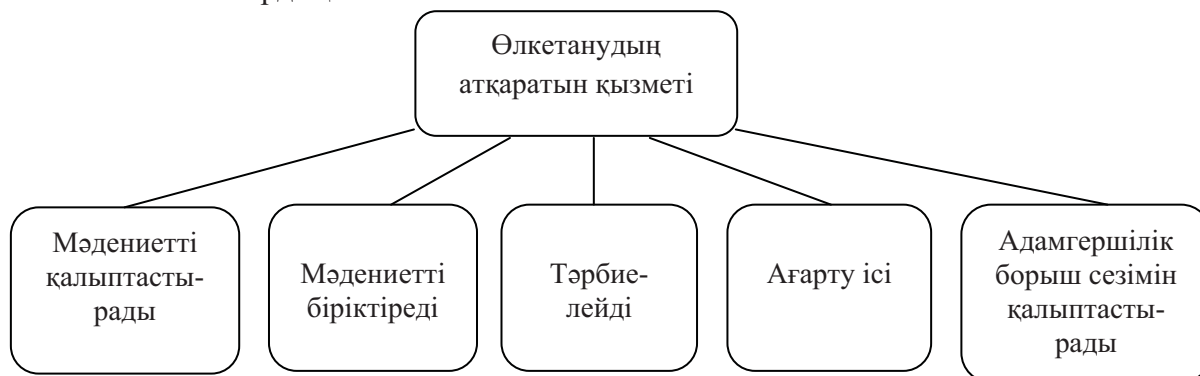 Өлкетанудың
атқаратын қызметі
Мәдениетті
қалыптасты-
рады
Мәдениетті
біріктіреді
Тәрбие-
лейді
Ағарту ісі
Адамгершілік
борыш сезімін
қалыптасты-
рады